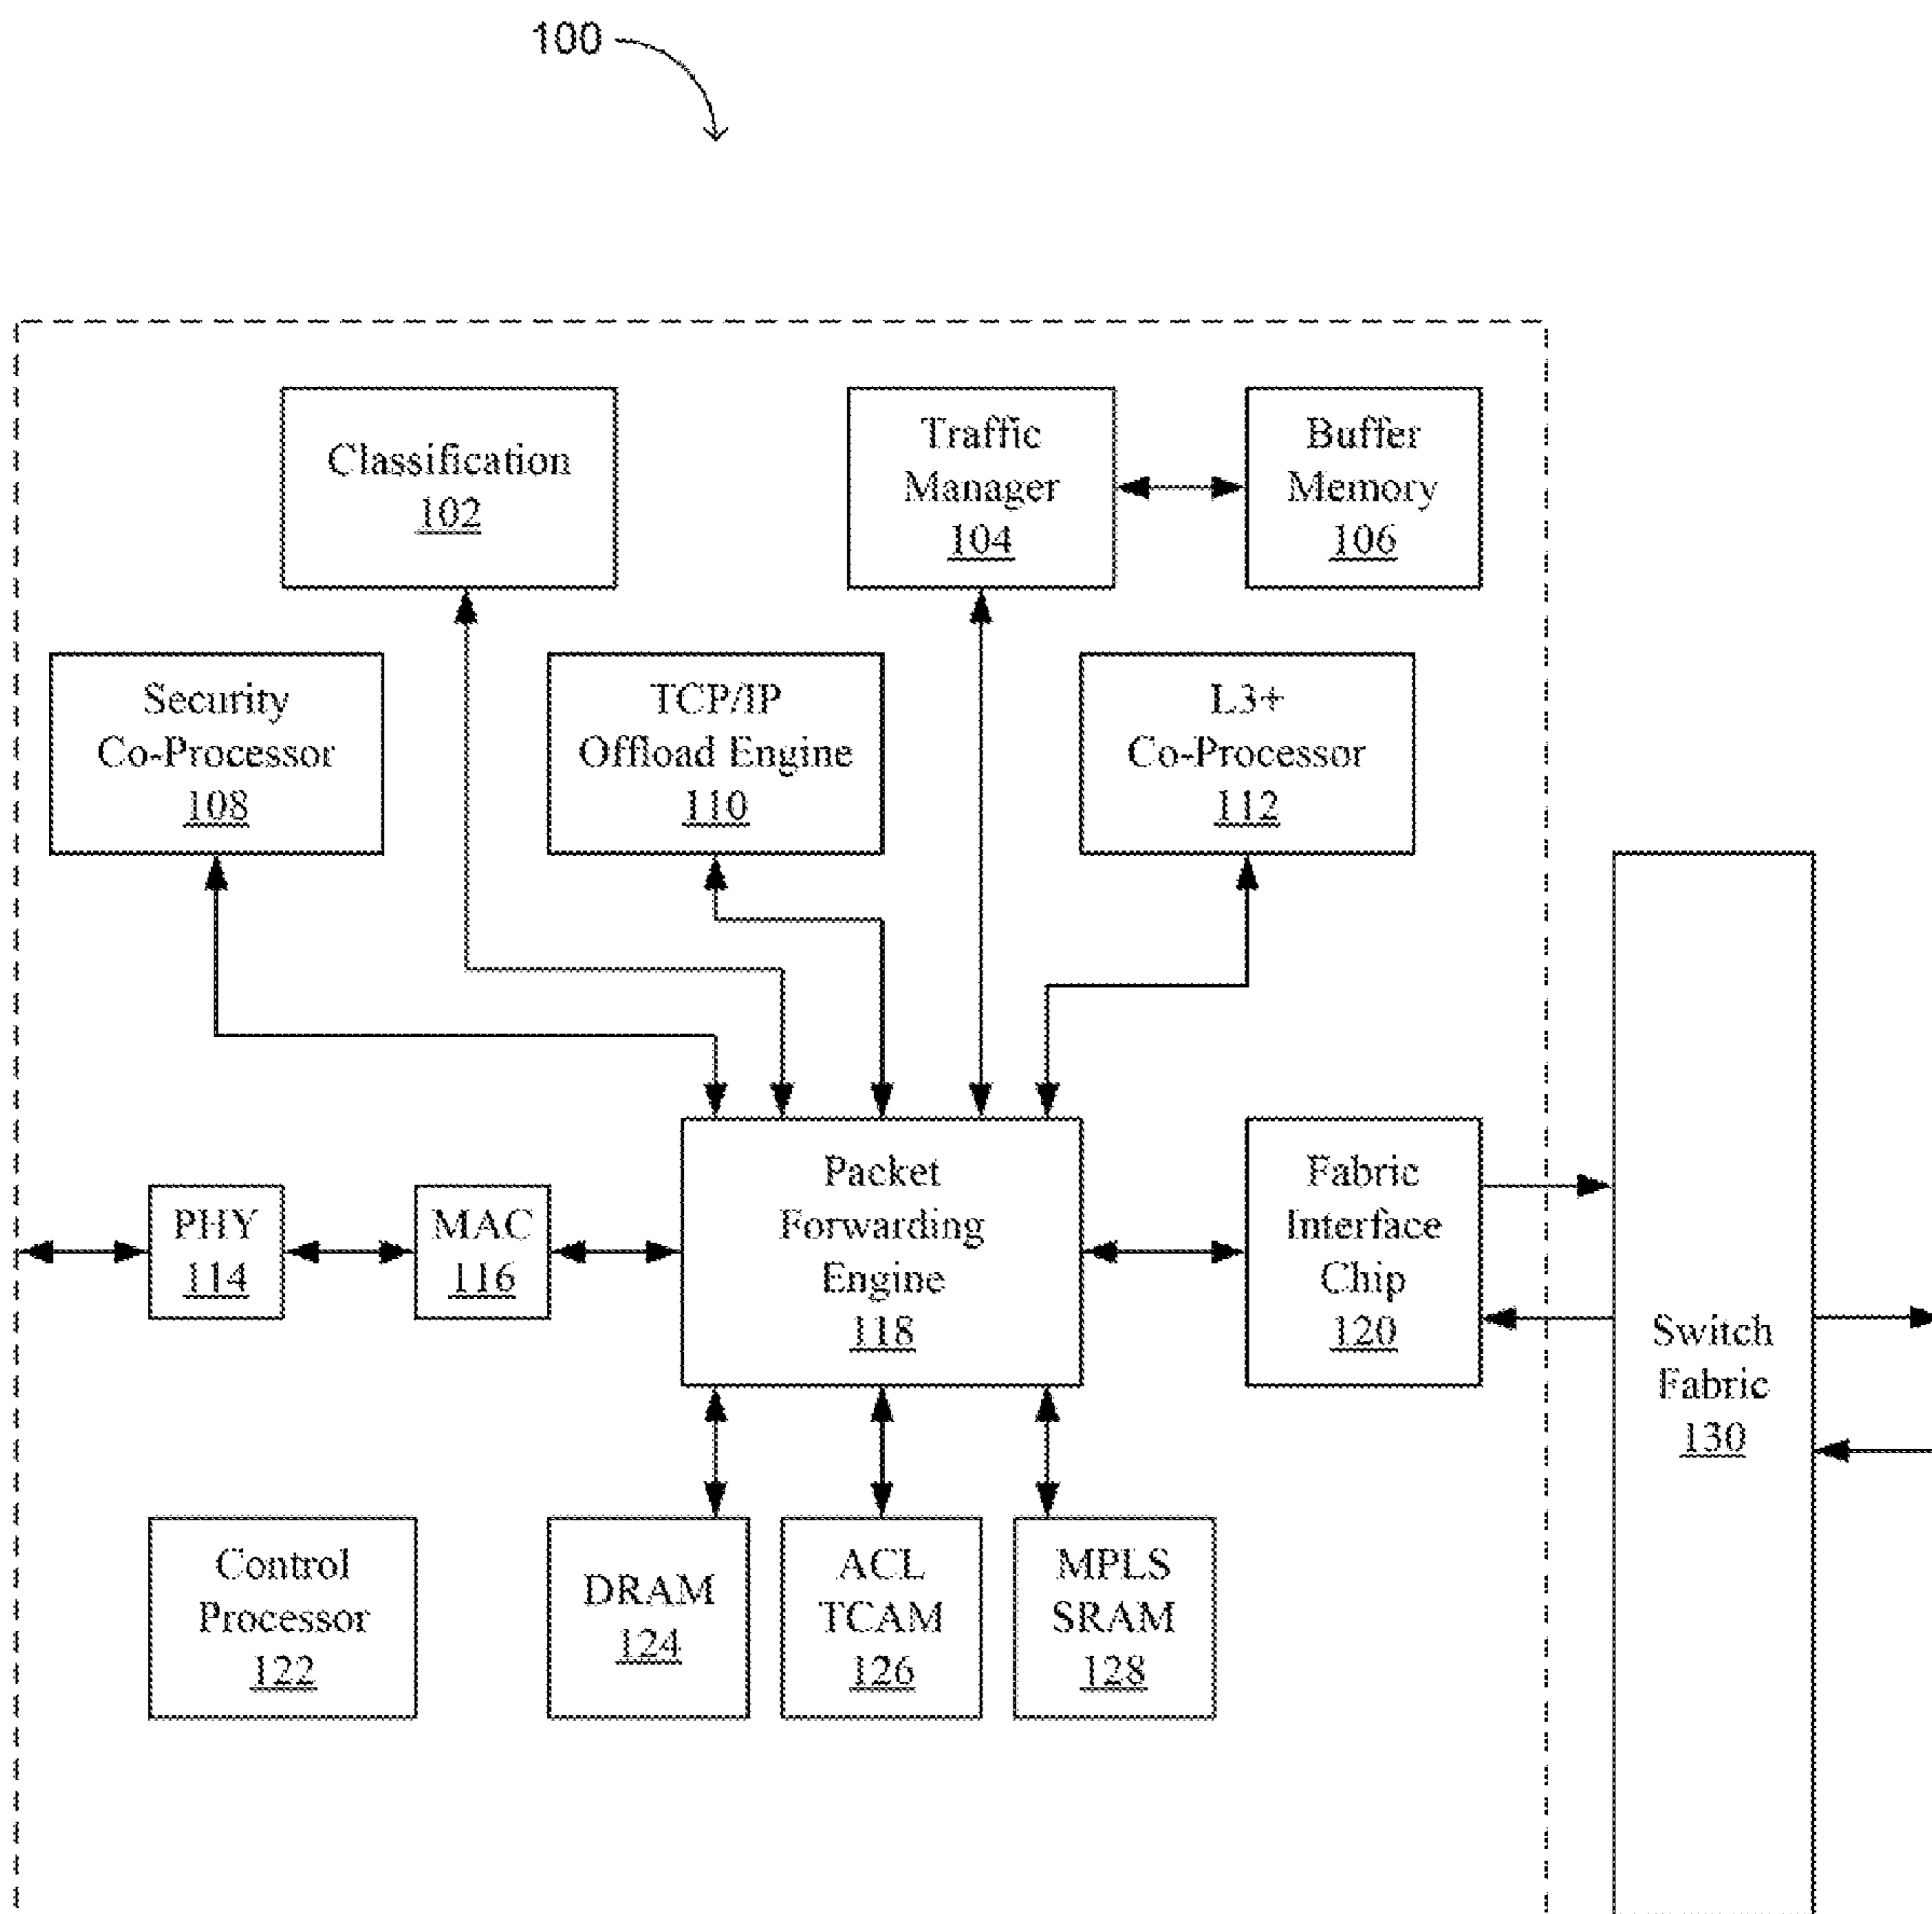 100
Classification
102
Traffic
Manager
104
Buffer
Memory
106
Security
Co-Processor
108
TCP/IP
Offload Engine
110
L3+
Co-Processor
112
PHY
114
MAC
116
Packet
Forwarding
Engine
118
Fabric
Interface
Chip
120
Switch
Fabric
130
Control
Processor
122
DRAM
124
ACL
TCAM
126
MPLS
SRAM
128